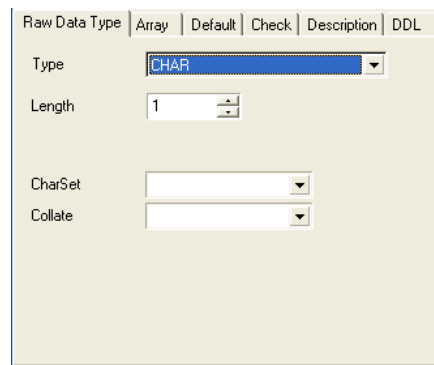 Raw Data Type Array Default Check Description DDL
Type CHAR
Length 1
CharSet
Collate